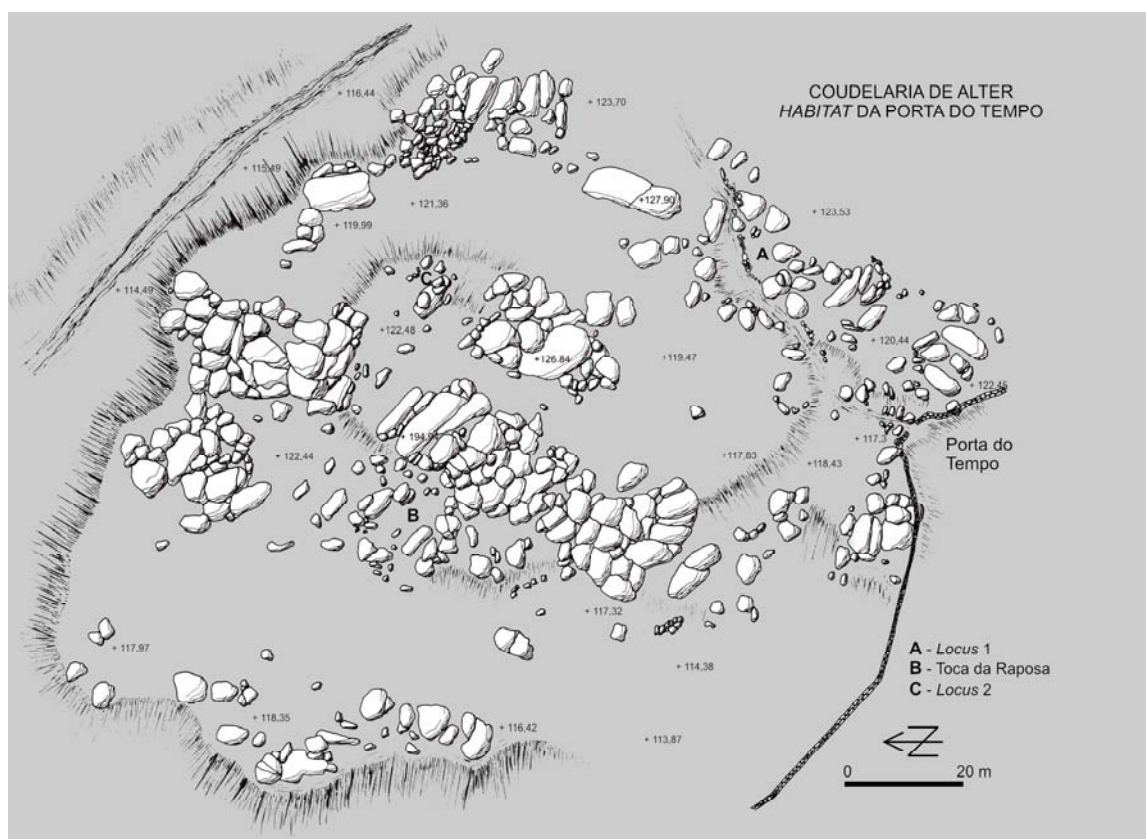 COUDELARIA DE ALTER
HABITAT DA PORTA DO TEMPO
+ 116,44
+ 123,70
+ 115,49
+127,90
+ 121,36
+ 123,53
+ 119,99
A
C
+ 114,49
+ 122,48
+ 120,44
+126.84
+119,47
+ 122,45
+ 117,3
Porta do
Tempo
+ 122,44
+117,03
+ 118,43
B
+ 117,32
+ 117,97
A - Locus 1
+ 114,38
B - Toca da Raposa
C - Locus 2
+ 118,35
+ 116,42
+ 113,87
N
0 20 m